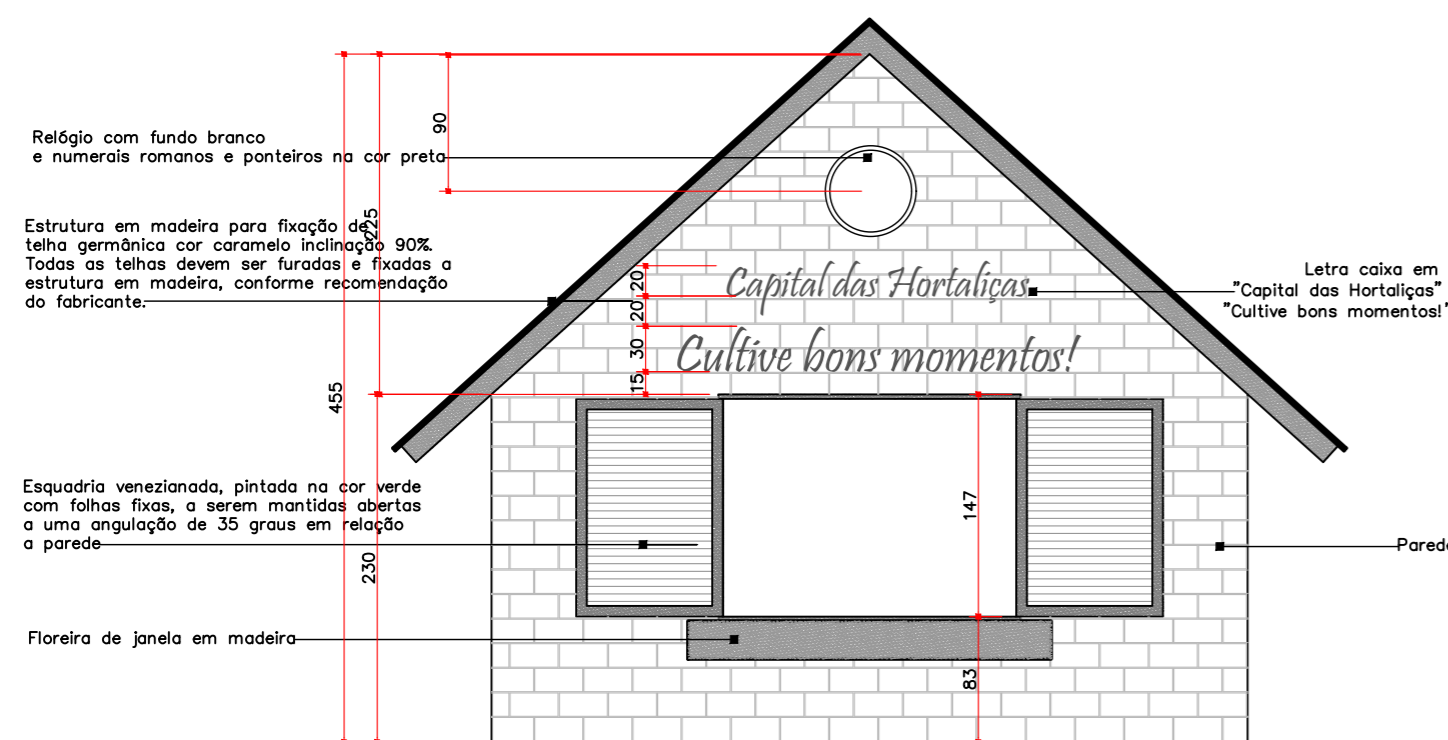 90
Relógio com fundo branco
e numerais romanos e ponteiros na cor preta
225
Estrutura em madeira para fixação de
telha germânica cor caramelo inclinação 90%.
Todas as telhas devem ser furadas e fixadas a
estrutura em madeira, conforme recomendação
do fabricante.
20
20
30
15
Capital das Hortaliças
Cultive bons momentos!
Letra caixa em
"Capital das Hortaliças"
"Cultive bons momentos!"
455
230
147
83
Esquadria venezianada, pintada na cor verde
com folhas fixas, a serem mantidas abertas
a uma angulação de 35 graus em relação
a parede
Parede
Floreira de janela em madeira